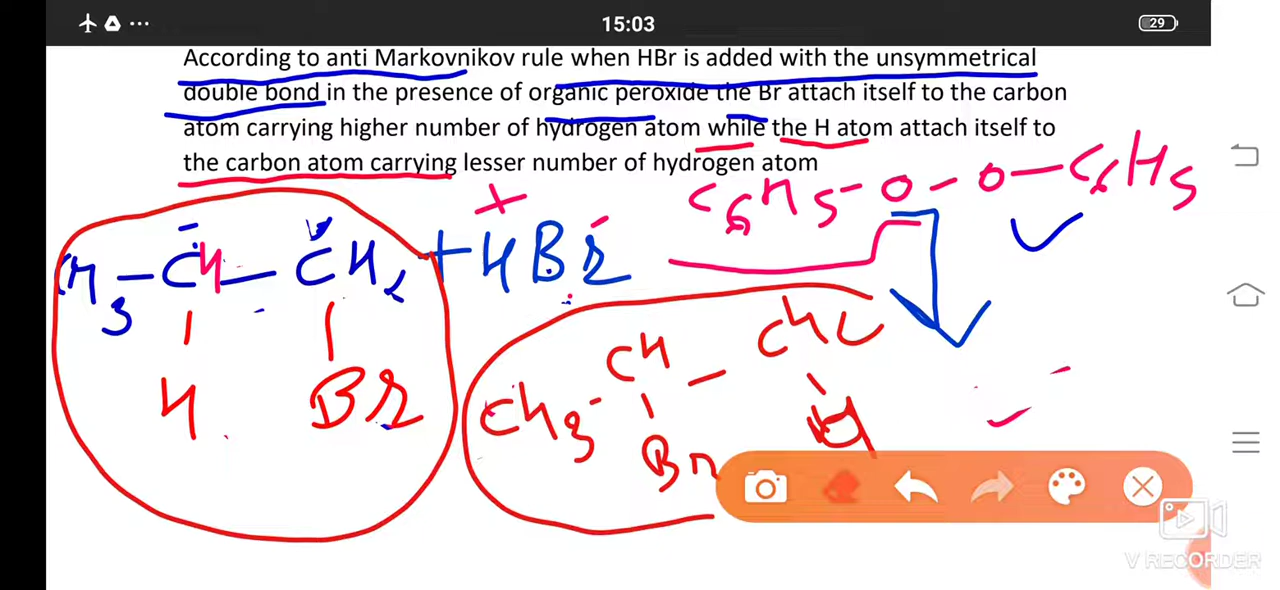 15:03
29
According to anti Markovnikov rule when HBr is added with the unsymmetrical
double bond in the presence of organic peroxide the Br attach itself to the carbon
atom carrying higher number of hydrogen atom while the H atom attach itself to
the carbon atom carrying lesser number of hydrogen atom
C6H5-O-O-C6H5
CH3-CH-CH2 + HBr
H Br
CH3-CH-CH2
Br H
V RECORDER